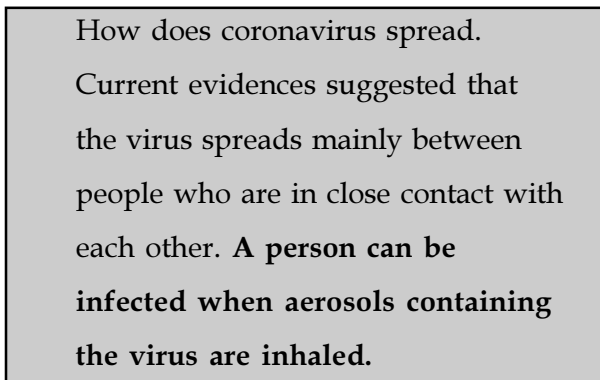 How does coronavirus spread.
Current evidences suggested that
the virus spreads mainly between
people who are in close contact with
each other. A person can be
infected when aerosols containing
the virus are inhaled.